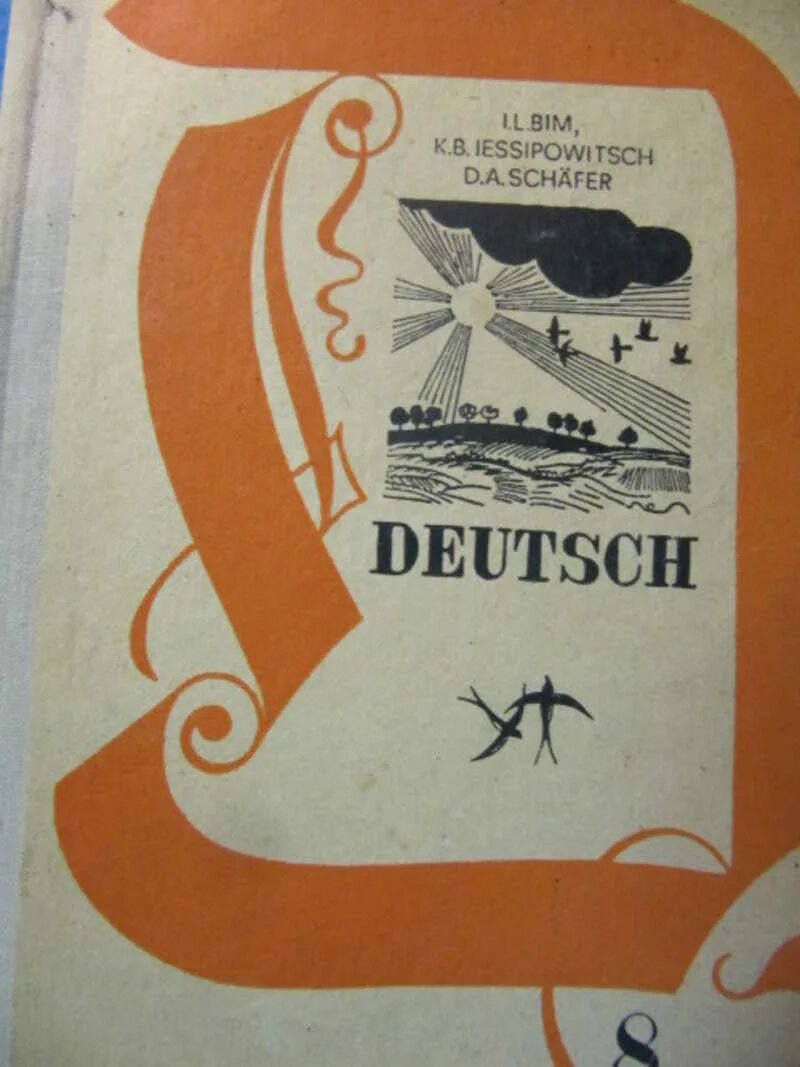 I.L.BIM,
K.B.IESSIPOWITSCH
D.A.SCHÄFER
DEUTSCH
8